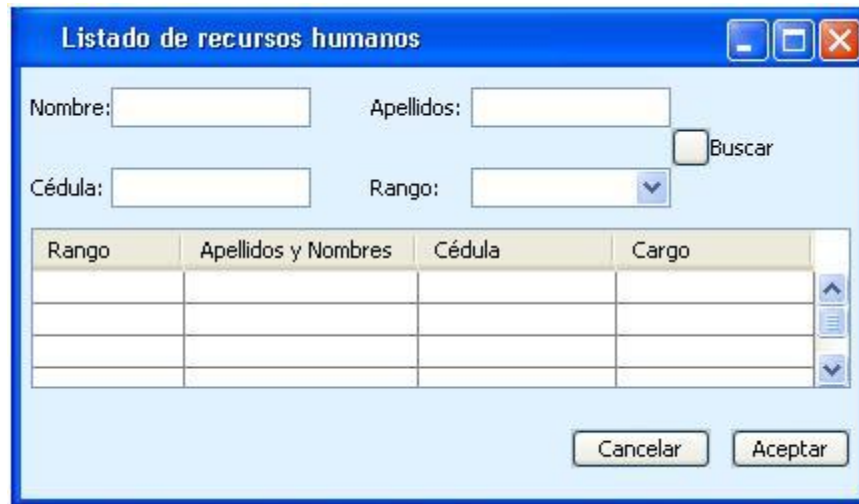 Listado de recursos humanos
Nombre: Apellidos:
Buscar
Cédula: Rango:
Rango Apellidos y Nombres Cédula Cargo
Cancelar Aceptar